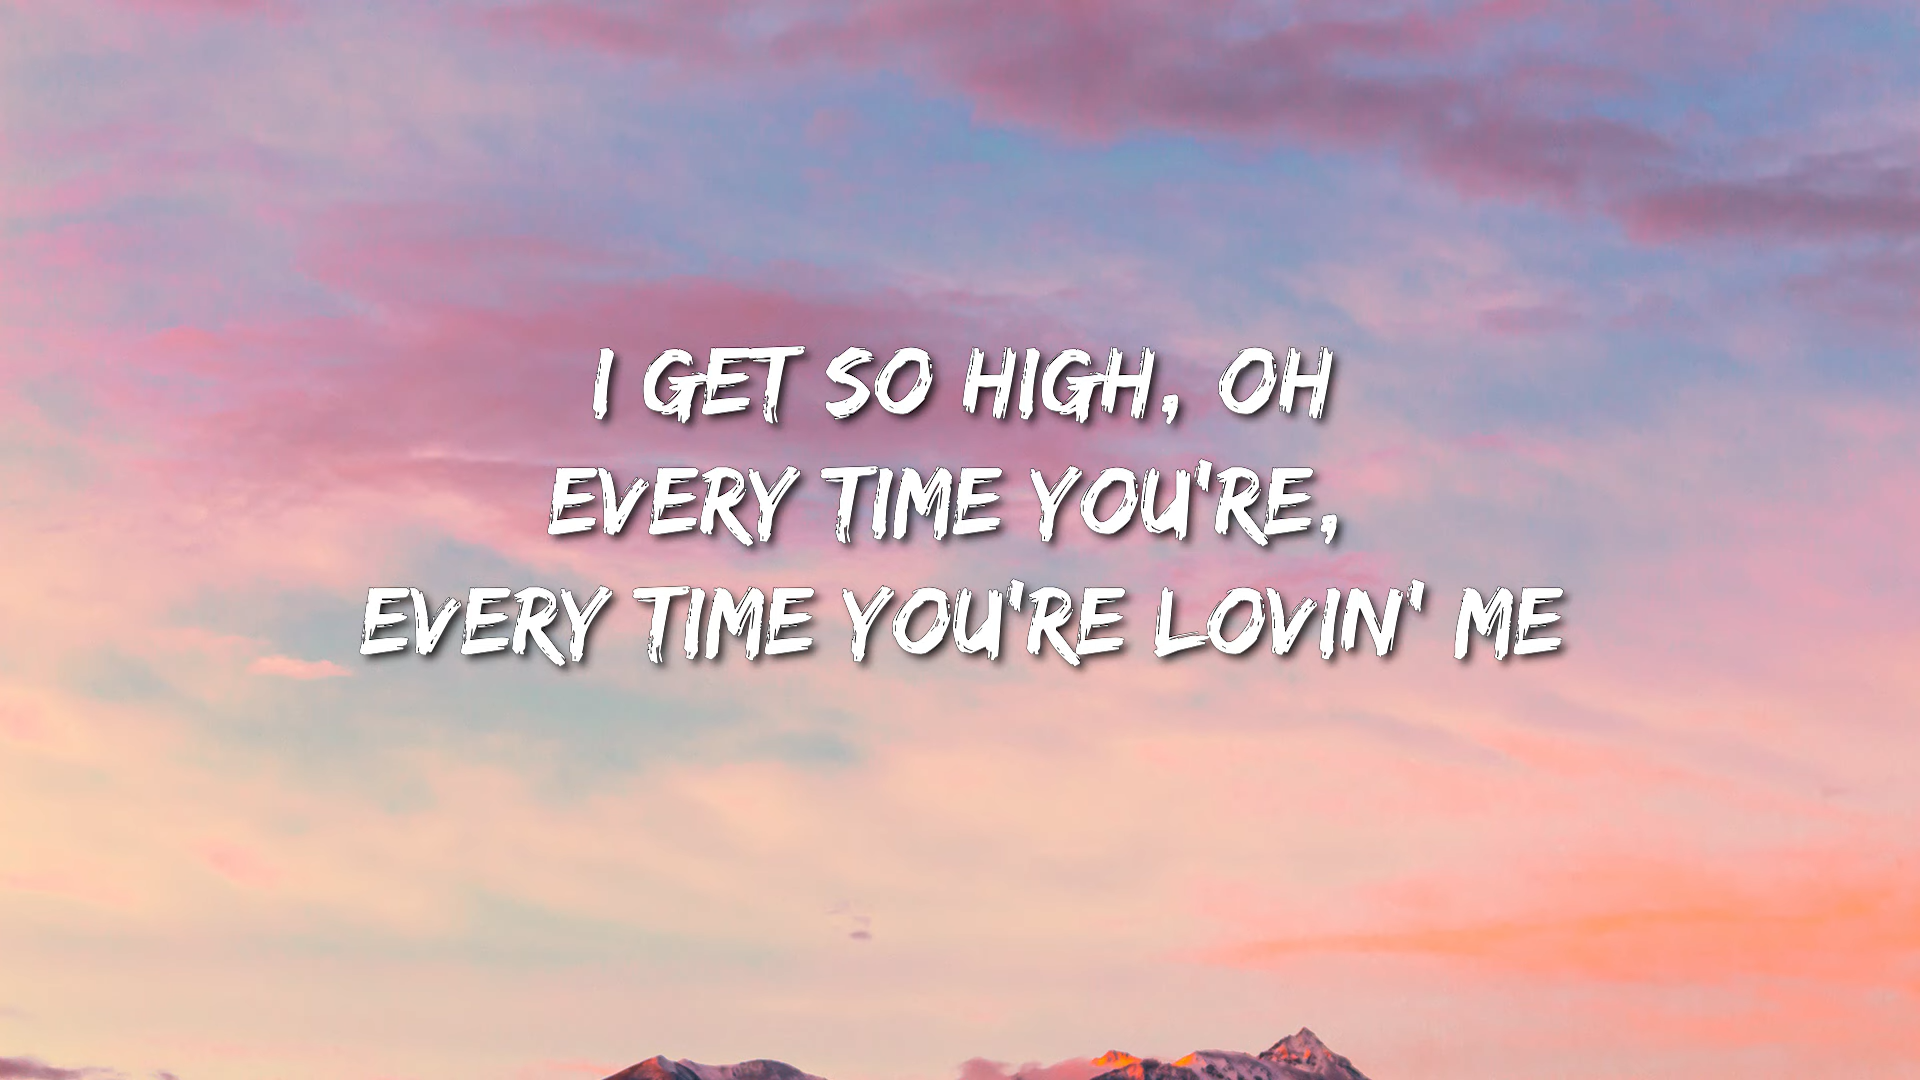 I GET SO HIGH, OH
EVERY TIME YOU'RE,
EVERY TIME YOU'RE LOVIN' ME